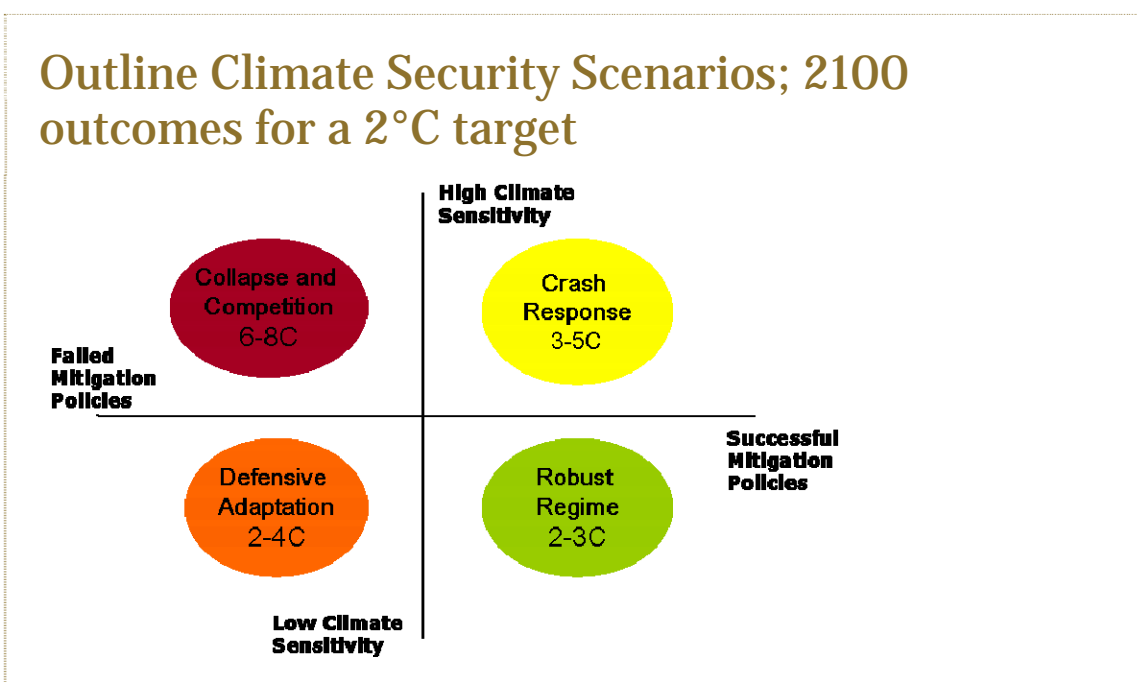 Outline Climate Security Scenarios; 2100
outcomes for a 2°C target
High Climate
Sensitivity
Collapse and
Competition
6-8C
Crash
Response
3-5C
Failed
Mitigation
Policies
Successful
Mitigation
Policies
Defensive
Adaptation
2-4C
Robust
Regime
2-3C
Low Climate
Sensitivity